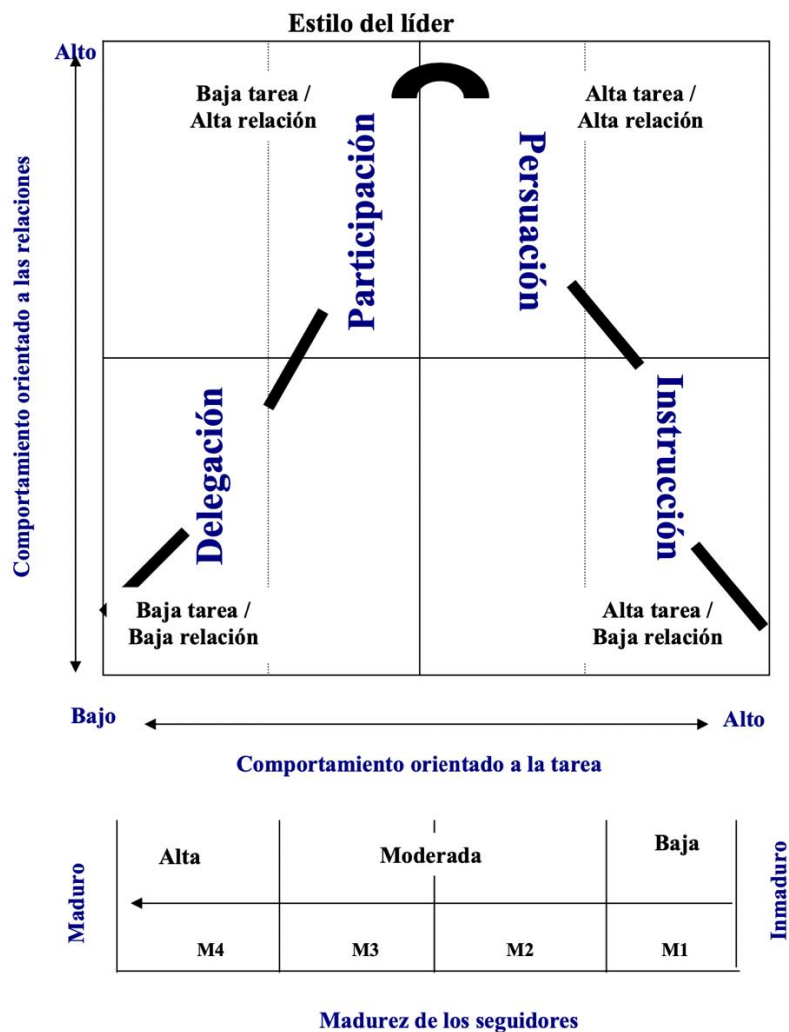 Estilo del líder
Alto
Baja tarea /
Alta relación
Alta tarea /
Alta relación
Participación
Persuación
Comportamiento orientado a las relaciones
Delegación
Instrucción
Baja tarea /
Baja relación
Alta tarea /
Baja relación
Bajo
Alto
Comportamiento orientado a la tarea
Maduro
Alta
Moderada
Baja
Inmaduro
M4
M3
M2
M1
Madurez de los seguidores